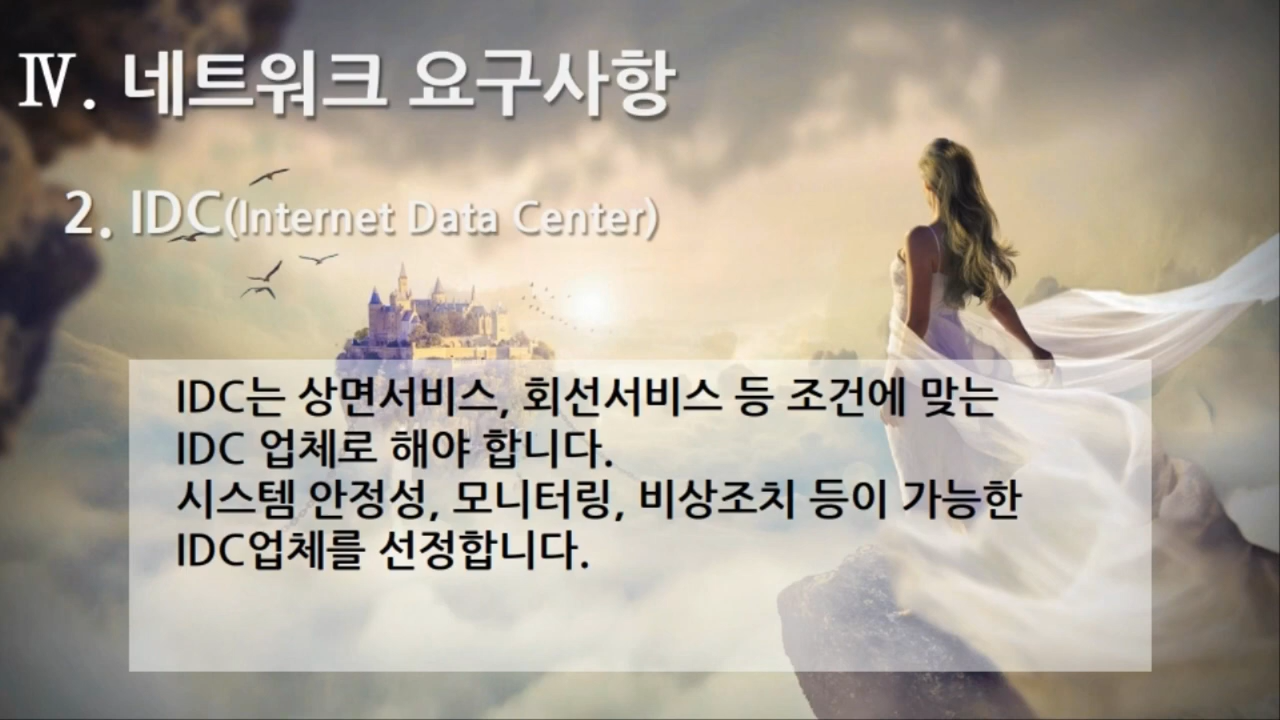 Ⅳ. 네트워크 요구사항
2. IDC(Internet Data Center)
IDC는 상면서비스, 회선서비스 등 조건에 맞는
IDC 업체로 해야 합니다.
시스템 안정성, 모니터링, 비상조치 등이 가능한
IDC업체를 선정합니다.